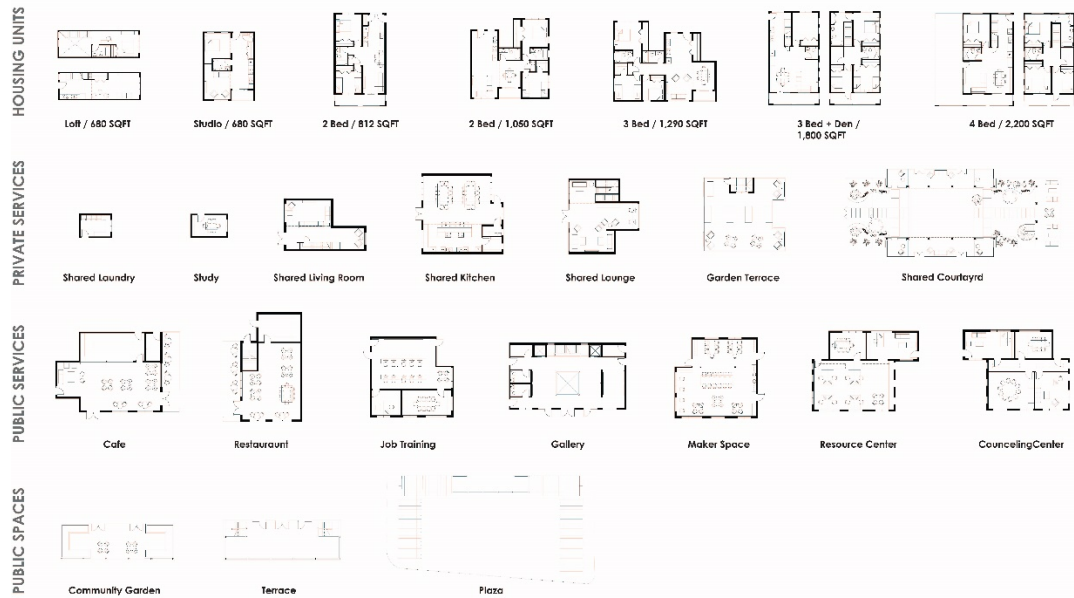 HOUSING UNITS
Loft / 680 SQFT
Studio / 680 SQFT
2 Bed / 812 SQFT
2 Bed / 1,050 SQFT
3 Bed / 1,290 SQFT
3 Bed + Den /
1,800 SQFT
4 Bed / 2,200 SQFT
PRIVATE SERVICES
Shared Laundry
Study
Shared Living Room
Shared Kitchen
Shared Lounge
Garden Terrace
Shared Courtayrd
PUBLIC SERVICES
Cafe
Restauraunt
Job Training
Gallery
Maker Space
Resource Center
CouncelingCenter
PUBLIC SPACES
Community Garden
Terrace
Plaza